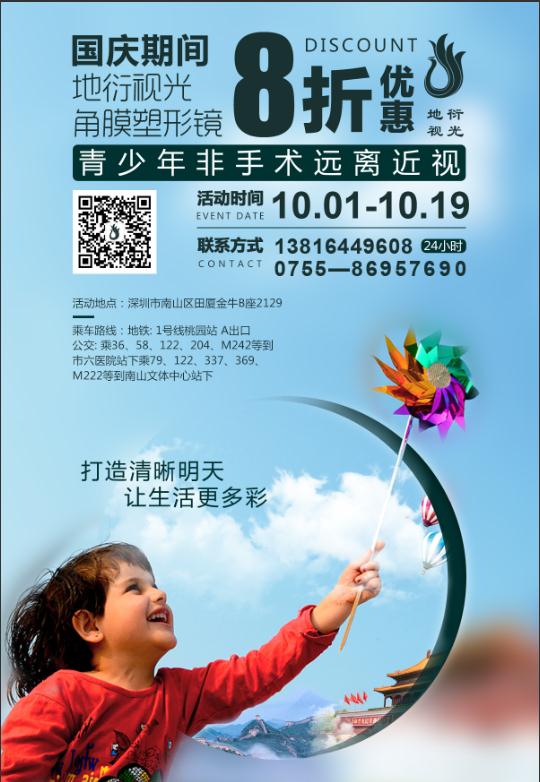 国庆期间
地衍视光
角膜塑形镜
8折优惠
DISCOUNT
地衍
视光
青少年非手术远离近视
活动时间 10.01-10.19
EVENT DATE
联系方式 13816449608 24小时
CONTACT 0755—86957690
活动地点：深圳市南山区田厦金牛B座2129
乘车路线：地铁: 1号线桃园站 A出口
公交: 乘36、58、122、204、M242等到
市六医院站下乘79、122、337、369、
M222等到南山文体中心站下
打造清晰明天
让生活更多彩